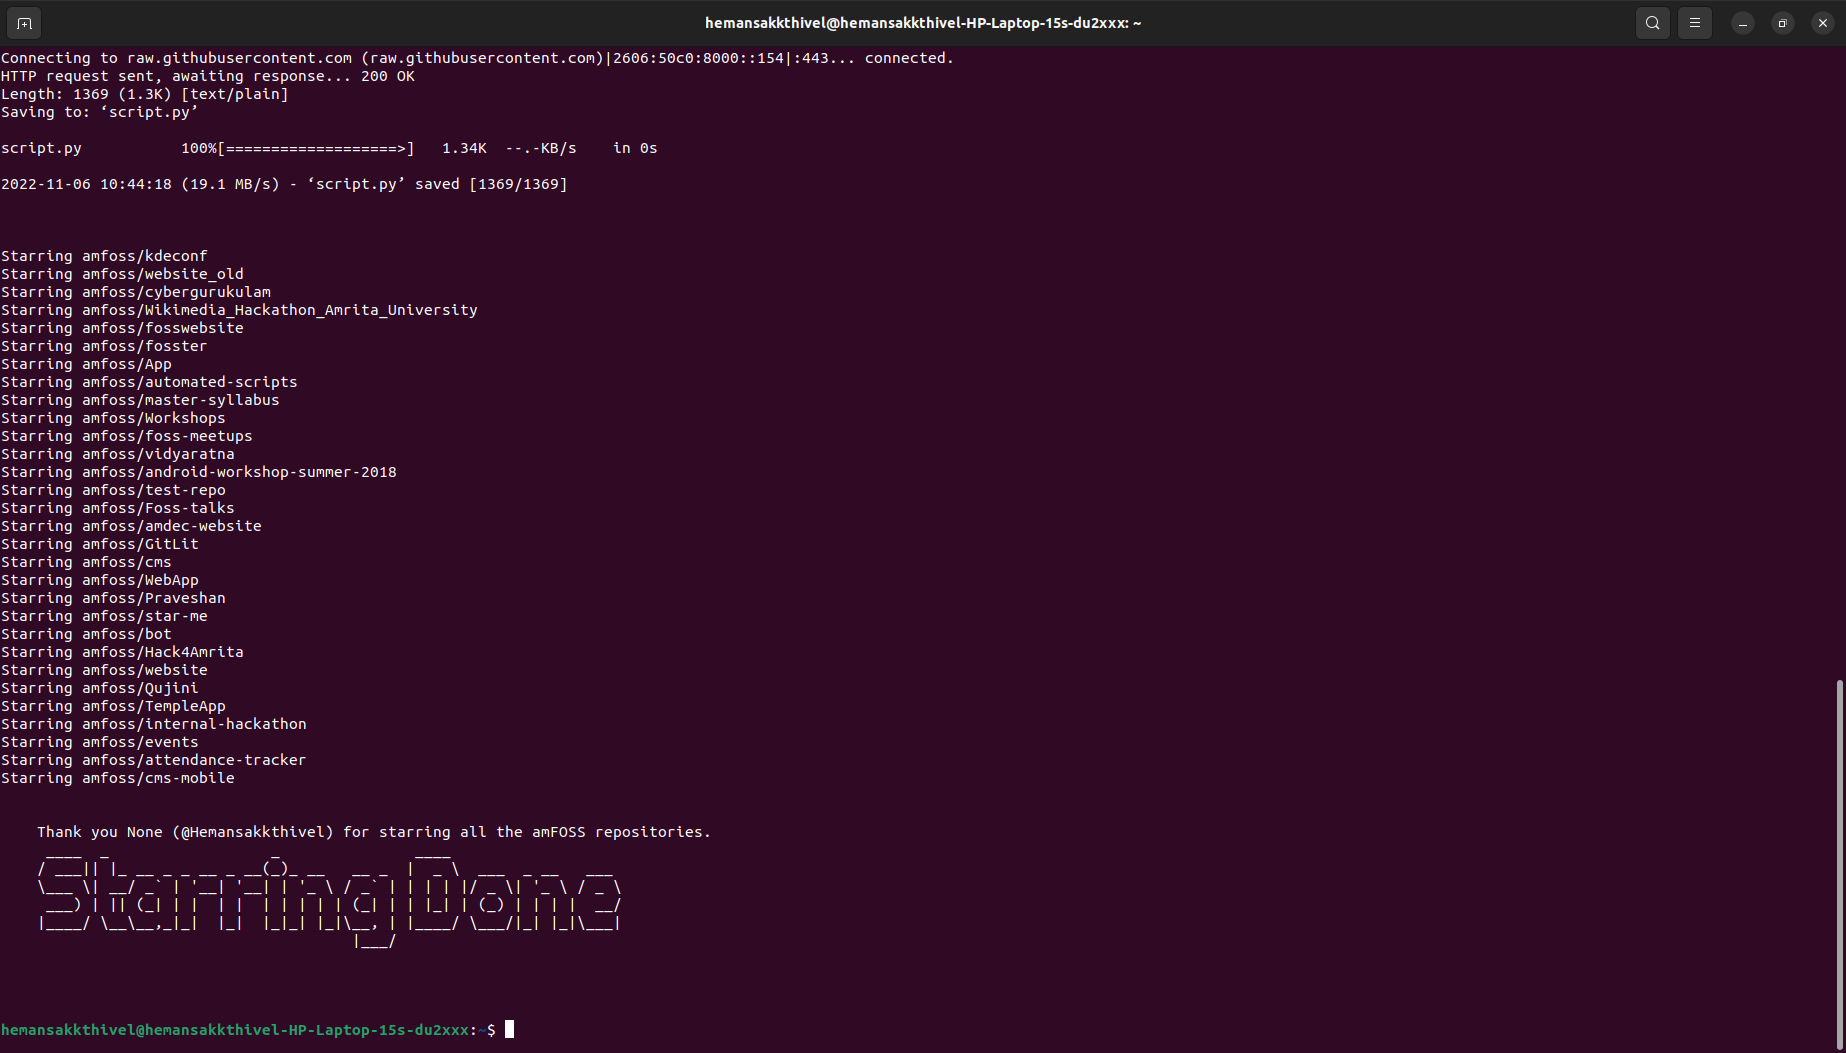 hemansakkthivel@hemansakkthivel-HP-Laptop-15s-du2xxx: ~
Connecting to raw.githubusercontent.com (raw.githubusercontent.com)|2606:50c0:8000::154|:443... connected.
HTTP request sent, awaiting response... 200 OK
Length: 1369 (1.3K) [text/plain]
Saving to: ‘script.py’
script.py           100%[===================>]   1.34K  --.-KB/s    in 0s
2022-11-06 10:44:18 (19.1 MB/s) - ‘script.py’ saved [1369/1369]
Starring amfoss/kdeconf
Starring amfoss/website_old
Starring amfoss/cybergurukulam
Starring amfoss/Wikimedia_Hackathon_Amrita_University
Starring amfoss/fosswebsite
Starring amfoss/fosster
Starring amfoss/App
Starring amfoss/automated-scripts
Starring amfoss/master-syllabus
Starring amfoss/Workshops
Starring amfoss/foss-meetups
Starring amfoss/vidyaratna
Starring amfoss/android-workshop-summer-2018
Starring amfoss/test-repo
Starring amfoss/Foss-talks
Starring amfoss/amdec-website
Starring amfoss/GitLit
Starring amfoss/cms
Starring amfoss/WebApp
Starring amfoss/Praveshan
Starring amfoss/star-me
Starring amfoss/bot
Starring amfoss/Hack4Amrita
Starring amfoss/website
Starring amfoss/Qujini
Starring amfoss/TempleApp
Starring amfoss/internal-hackathon
Starring amfoss/events
Starring amfoss/attendance-tracker
Starring amfoss/cms-mobile
Thank you None (@Hemansakkthivel) for starring all the amFOSS repositories.
Starring Done
hemansakkthivel@hemansakkthivel-HP-Laptop-15s-du2xxx:~$